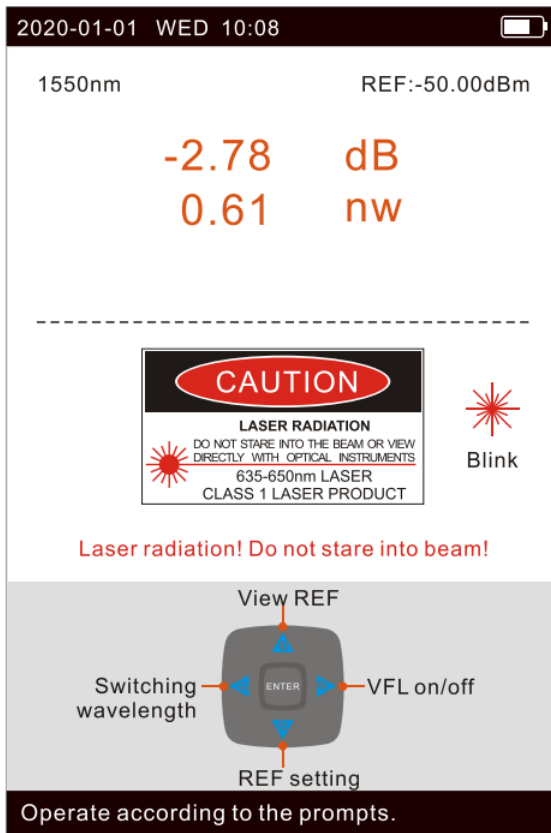 2020-01-01 WED 10:08
1550nm REF:-50.00dBm
-2.78 dB
0.61 nw
CAUTION
LASER RADIATION
DO NOT STARE INTO THE BEAM OR VIEW
DIRECTLY WITH OPTICAL INSTRUMENTS
635-650nm LASER
CLASS 1 LASER PRODUCT
Blink
Laser radiation! Do not stare into beam!
View REF
Switching
wavelength
ENTER
VFL on/off
REF setting
Operate according to the prompts.